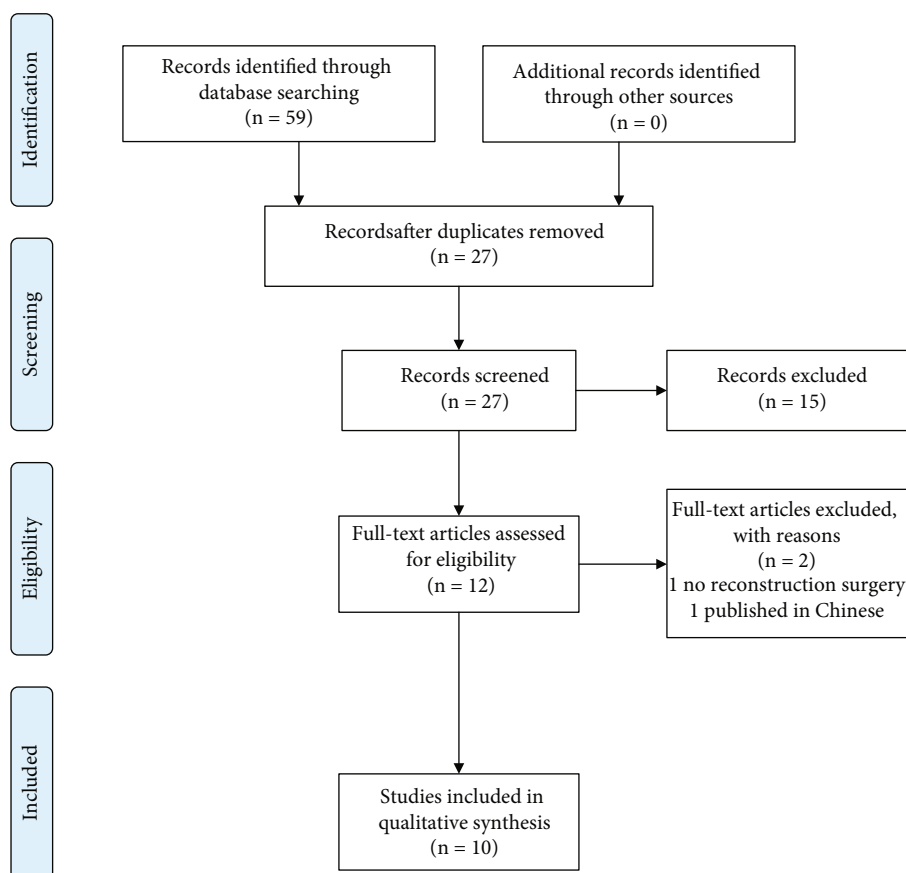 Identification
Records identified through
database searching
(n = 59)
Additional records identified
through other sources
(n = 0)
Recordsafter duplicates removed
(n = 27)
Screening
Records screened
(n = 27)
Records excluded
(n = 15)
Eligibility
Full-text articles assessed
for eligibility
(n = 12)
Full-text articles excluded,
with reasons
(n = 2)
1 no reconstruction surgery
1 published in Chinese
Included
Studies included in
qualitative synthesis
(n = 10)